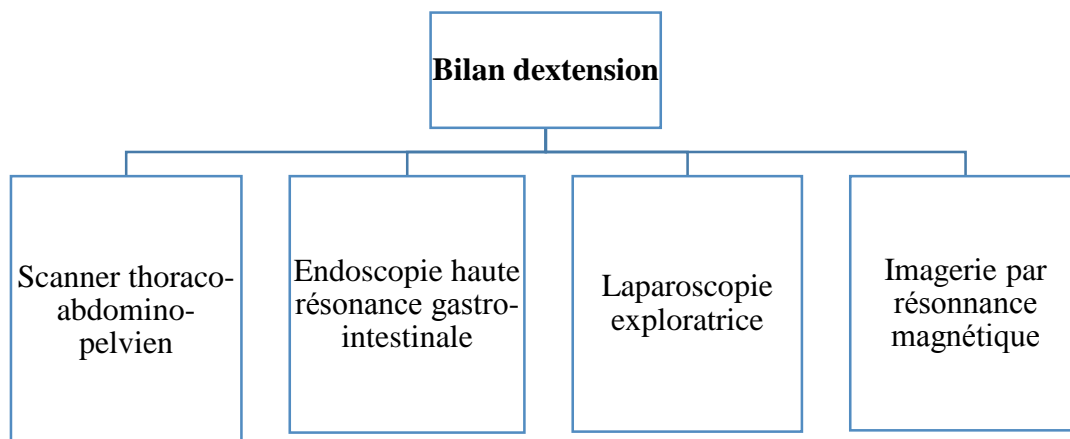 Bilan dextension
Scanner thoraco-
abdomino-
pelvien
Endoscopie haute
résonance gastro-
intestinale
Laparoscopie
exploratrice
Imagerie par
résonnance
magnétique